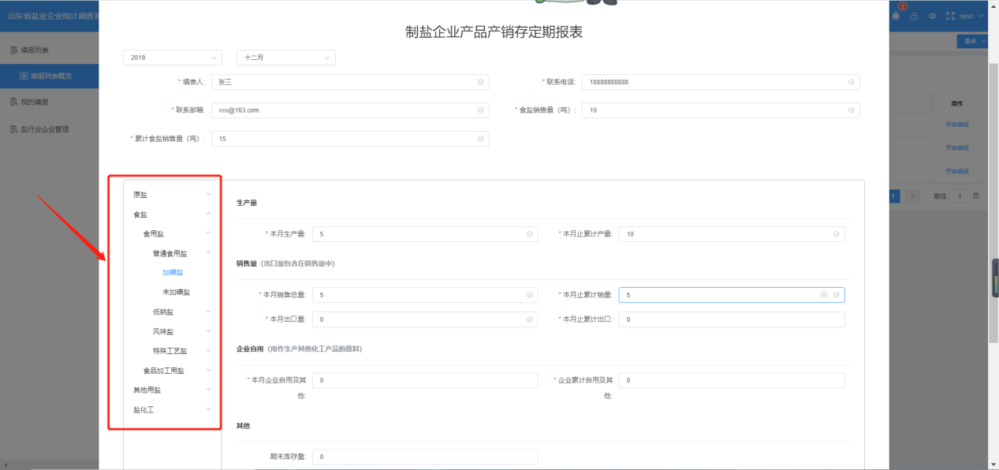 山东省盐业企业统计调查系
2
sysc
制盐企业产品产销存定期报表
更多
填报列表
2019
十二月
填报列表概览
* 填表人:
张三
* 联系电话:
18888888888
我的填报
* 联系邮箱:
xxx@163.com
* 食盐销售量（吨）:
10
操作
开始填报
盐行业企业管理
* 累计食盐销售量（吨）:
15
开始填报
开始填报
原盐
1
前往
1
页
生产量
食盐
食用盐
* 本月生产量:
5
* 本月止累计产量:
10
普通食用盐
销售量（出口量包含在销售量中）
加碘盐
未加碘盐
* 本月销售总量:
5
* 本月止累计销量:
5
低钠盐
* 本月出口量:
0
* 本月止累计出口:
0
风味盐
特殊工艺盐
企业自用（用作生产其他化工产品的原料）
食品加工用盐
* 本月企业自用及其他:
0
* 企业累计自用及其他:
0
其他用盐
盐化工
其他
期末库存量:
0